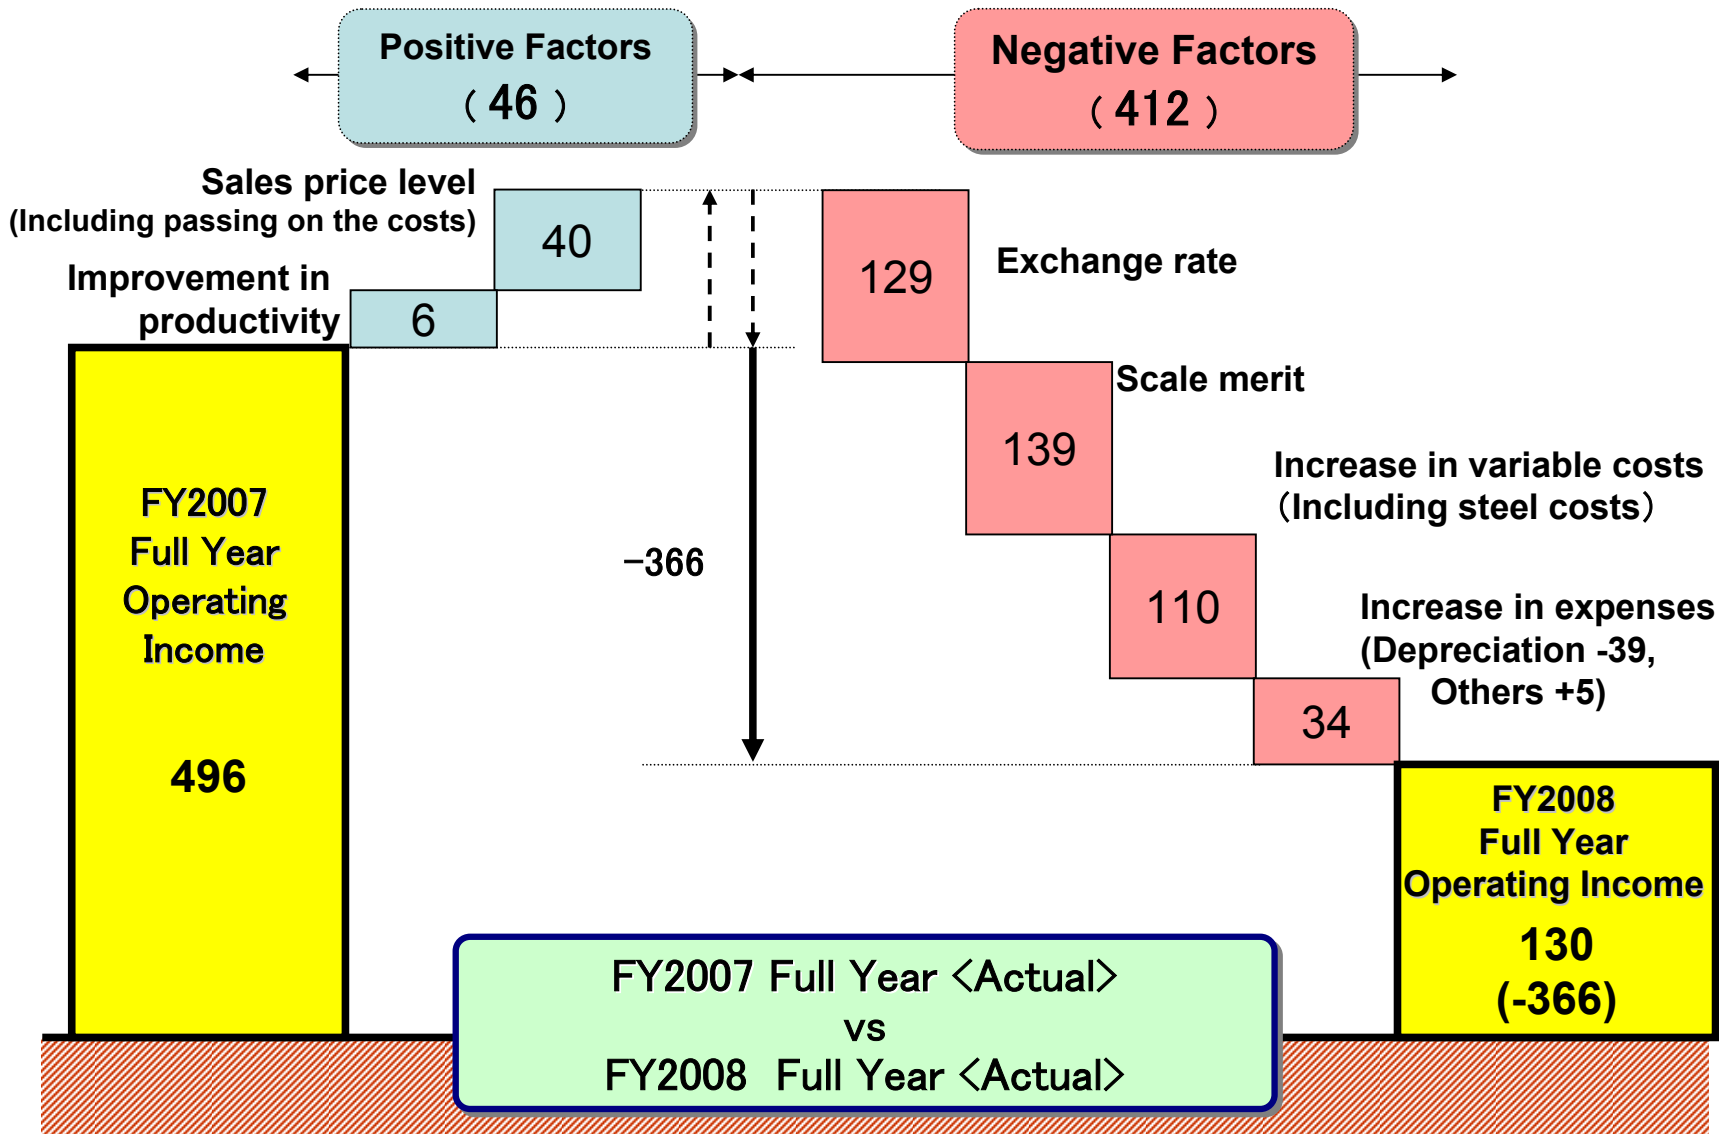 Positive Factors
（ 46 ）
Negative Factors
（ 412 ）
Sales price level
(Including passing on the costs)
40
Improvement in
productivity
6
129
Exchange rate
Scale merit
139
Increase in variable costs
（Including steel costs）
110
Increase in expenses
(Depreciation -39,
Others +5)
34
−366
FY2007
Full Year
Operating
Income
496
FY2008
Full Year
Operating Income
130
(-366)
FY2007 Full Year <Actual>
vs
FY2008 Full Year <Actual>